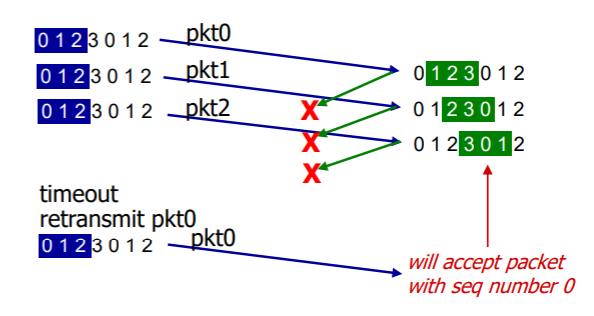 0 1 2 3 0 1 2 pkt0
0 1 2 3 0 1 2
0 1 2 3 0 1 2 pkt1
0 1 2 3 0 1 2
0 1 2 3 0 1 2 pkt2
X
0 1 2 3 0 1 2
X
X
timeout
retransmit pkt0
0 1 2 3 0 1 2 pkt0
will accept packet
with seq number 0